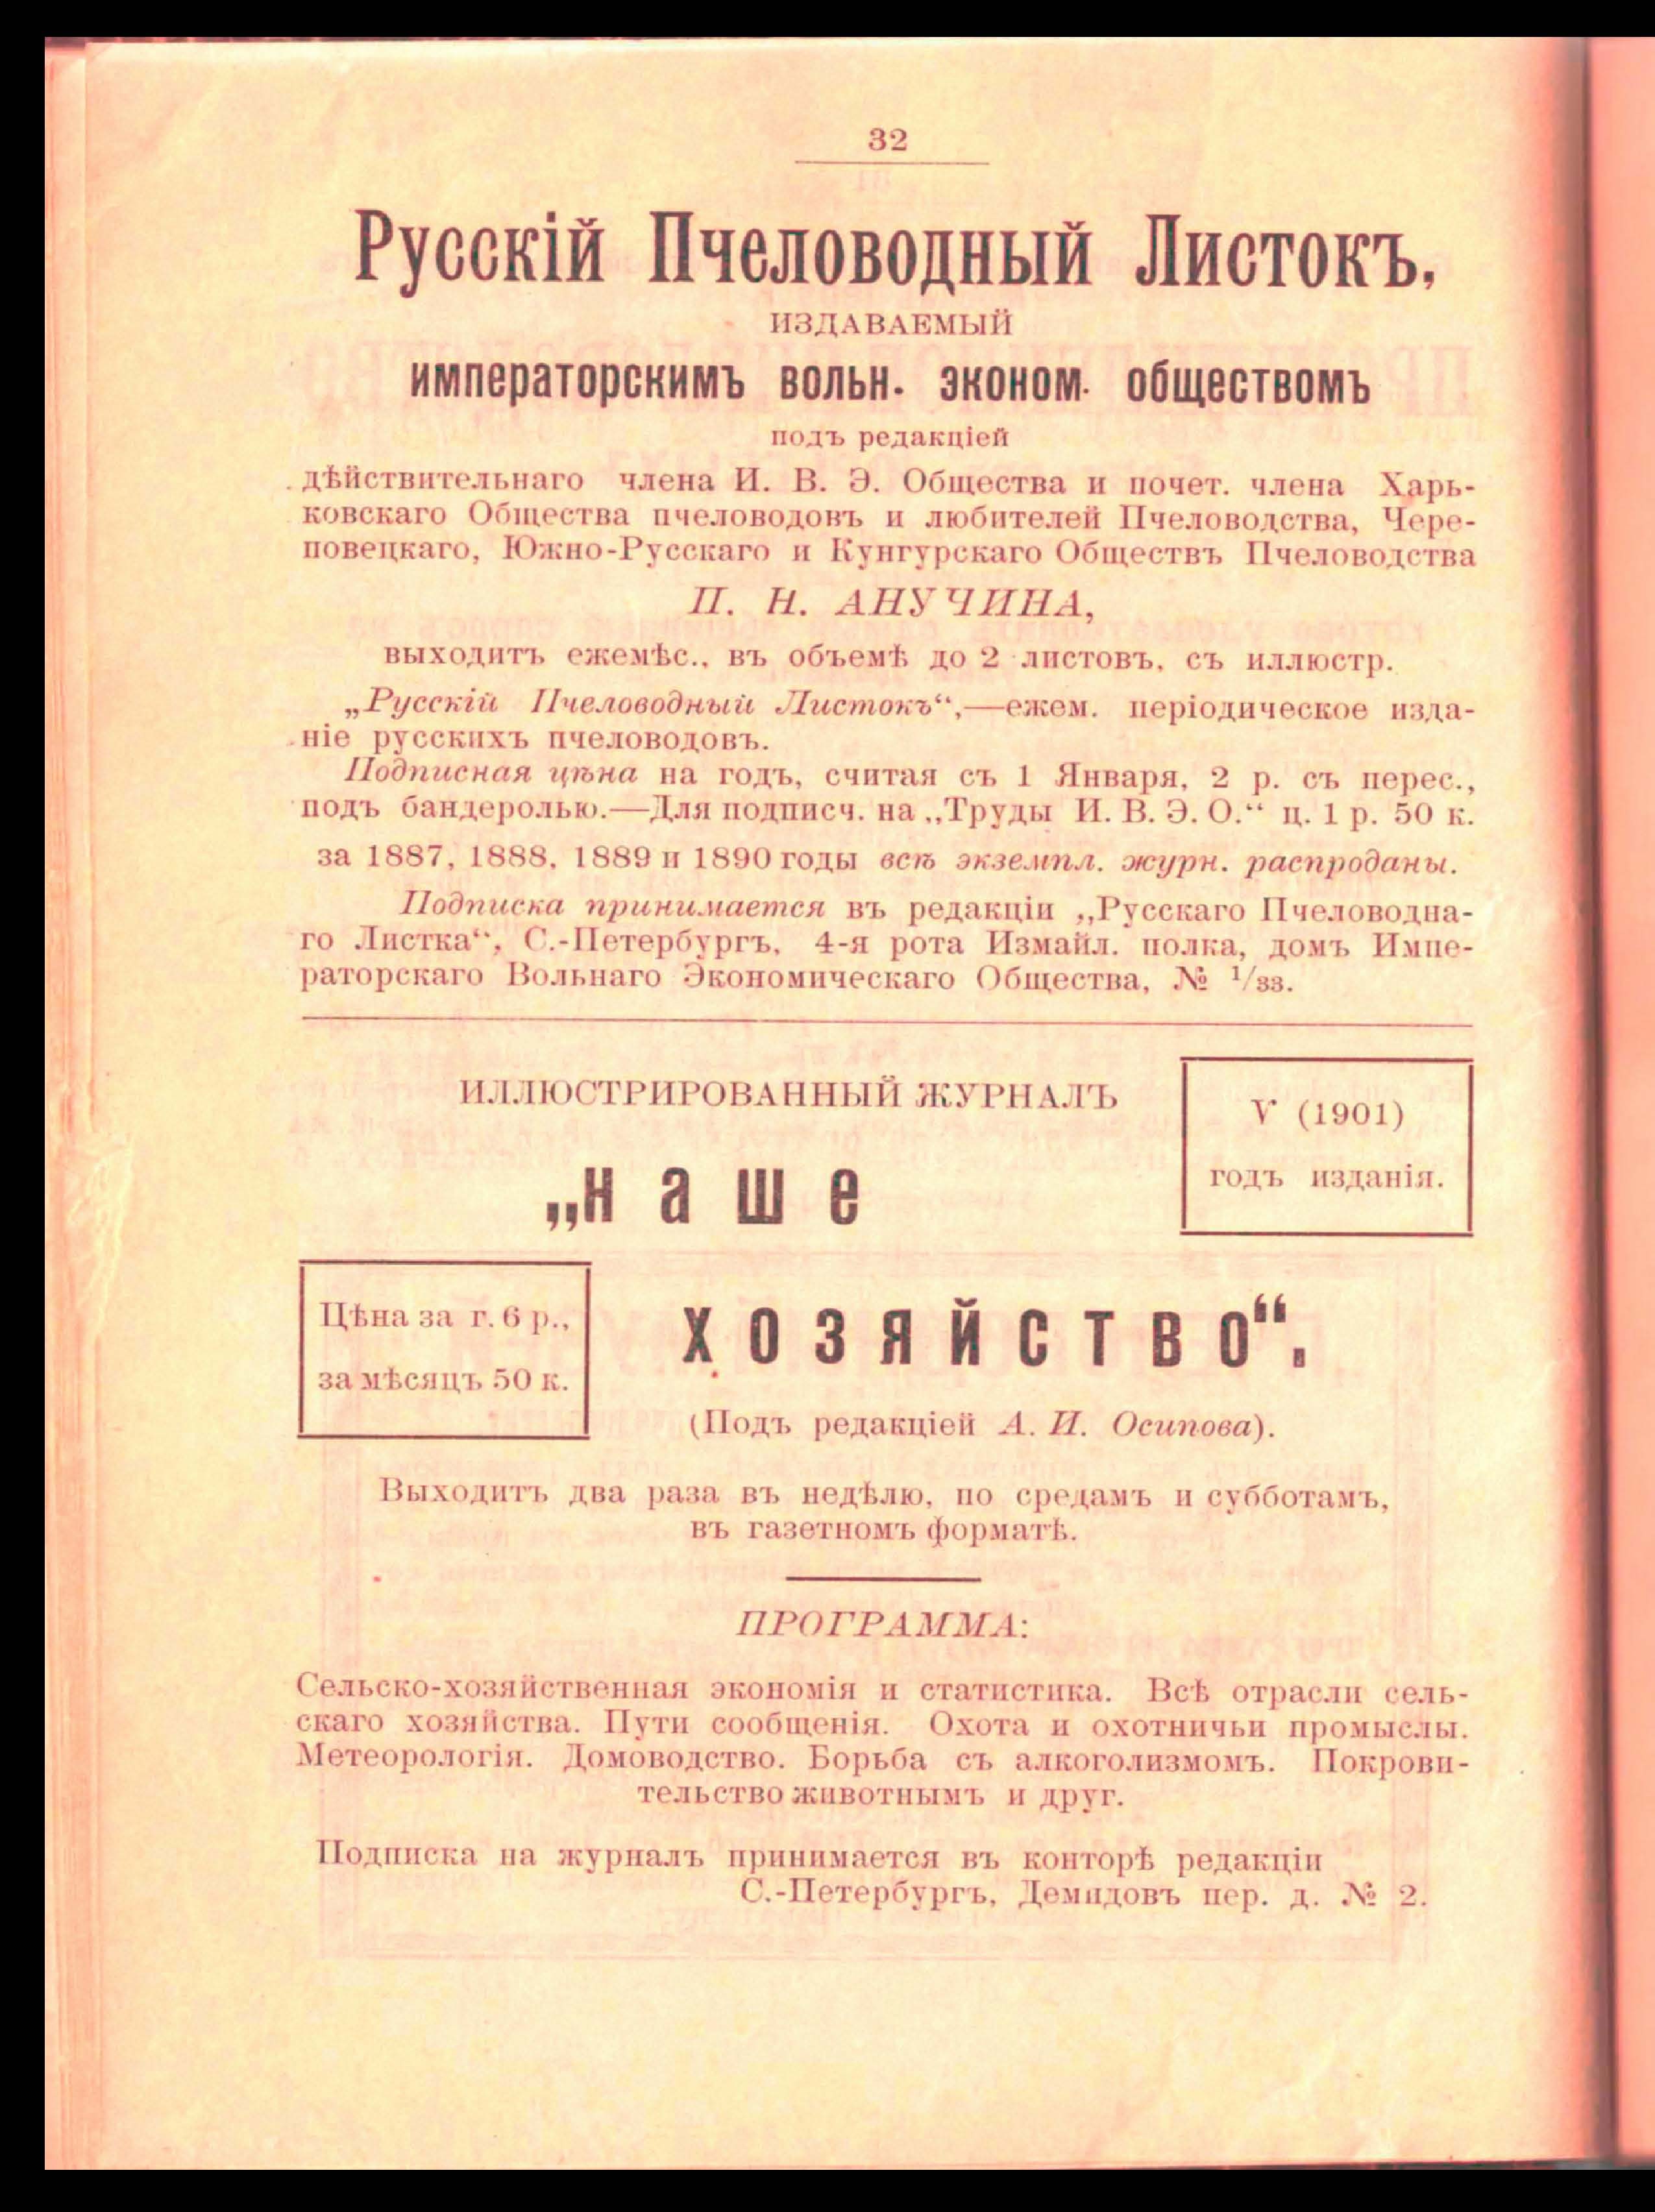 32
Русскій Пчеловодный Листокъ,
ИЗДАВАЕМЫЙ
императорскимъ вольн. эконом. обществомъ
подъ редакціей
дѣйствительнаго члена И. В. Э. Общества и почет. члена Харь-
ковскаго Общества пчеловодовъ и любителей Пчеловодства, Чере-
повецкаго, Южно-Русскаго и Кунгурскаго Обществъ Пчеловодства
П. Н. АНУЧИНА,
выходитъ ежемѣс., въ объемѣ до 2 листовъ, съ иллюстр.
„Русскій Пчеловодный Листокъ“,—ежем. періодическое изда-
ніе русскихъ пчеловодовъ.
Подписная цѣна на годъ, считая съ 1 Января, 2 р. съ перес.,
подъ бандеролью.—Для подписч. на „Труды И. В. Э. О.“ ц. 1 р. 50 к.
за 1887, 1888, 1889 и 1890 годы всѣ экземпл. журн. распроданы.
Подписка принимается въ редакціи „Русскаго Пчеловодна-
го Листка“, С.-Петербургъ, 4-я рота Измайл. полка, домъ Импе-
раторскаго Вольнаго Экономическаго Общества, № 1/33.
ИЛЛЮСТРИРОВАННЫЙ ЖУРНАЛЪ
V (1901)
годъ изданія.
„наше
Цѣна за г. 6 р.,
за мѣсяцъ 50 к.
хозяйство“.
(Подъ редакціей А. И. Осипова).
Выходитъ два раза въ недѣлю, по средамъ и субботамъ,
въ газетномъ форматѣ.
ПРОГРАММА:
Сельско-хозяйственная экономія и статистика. Всѣ отрасли сель-
скаго хозяйства. Пути сообщенія. Охота и охотничьи промыслы.
Метеорологія. Домоводство. Борьба съ алкоголизмомъ. Покрови-
тельство животнымъ и друг.
Подписка на журналъ принимается въ конторѣ редакціи
С.-Петербургъ, Демидовъ пер. д. № 2.